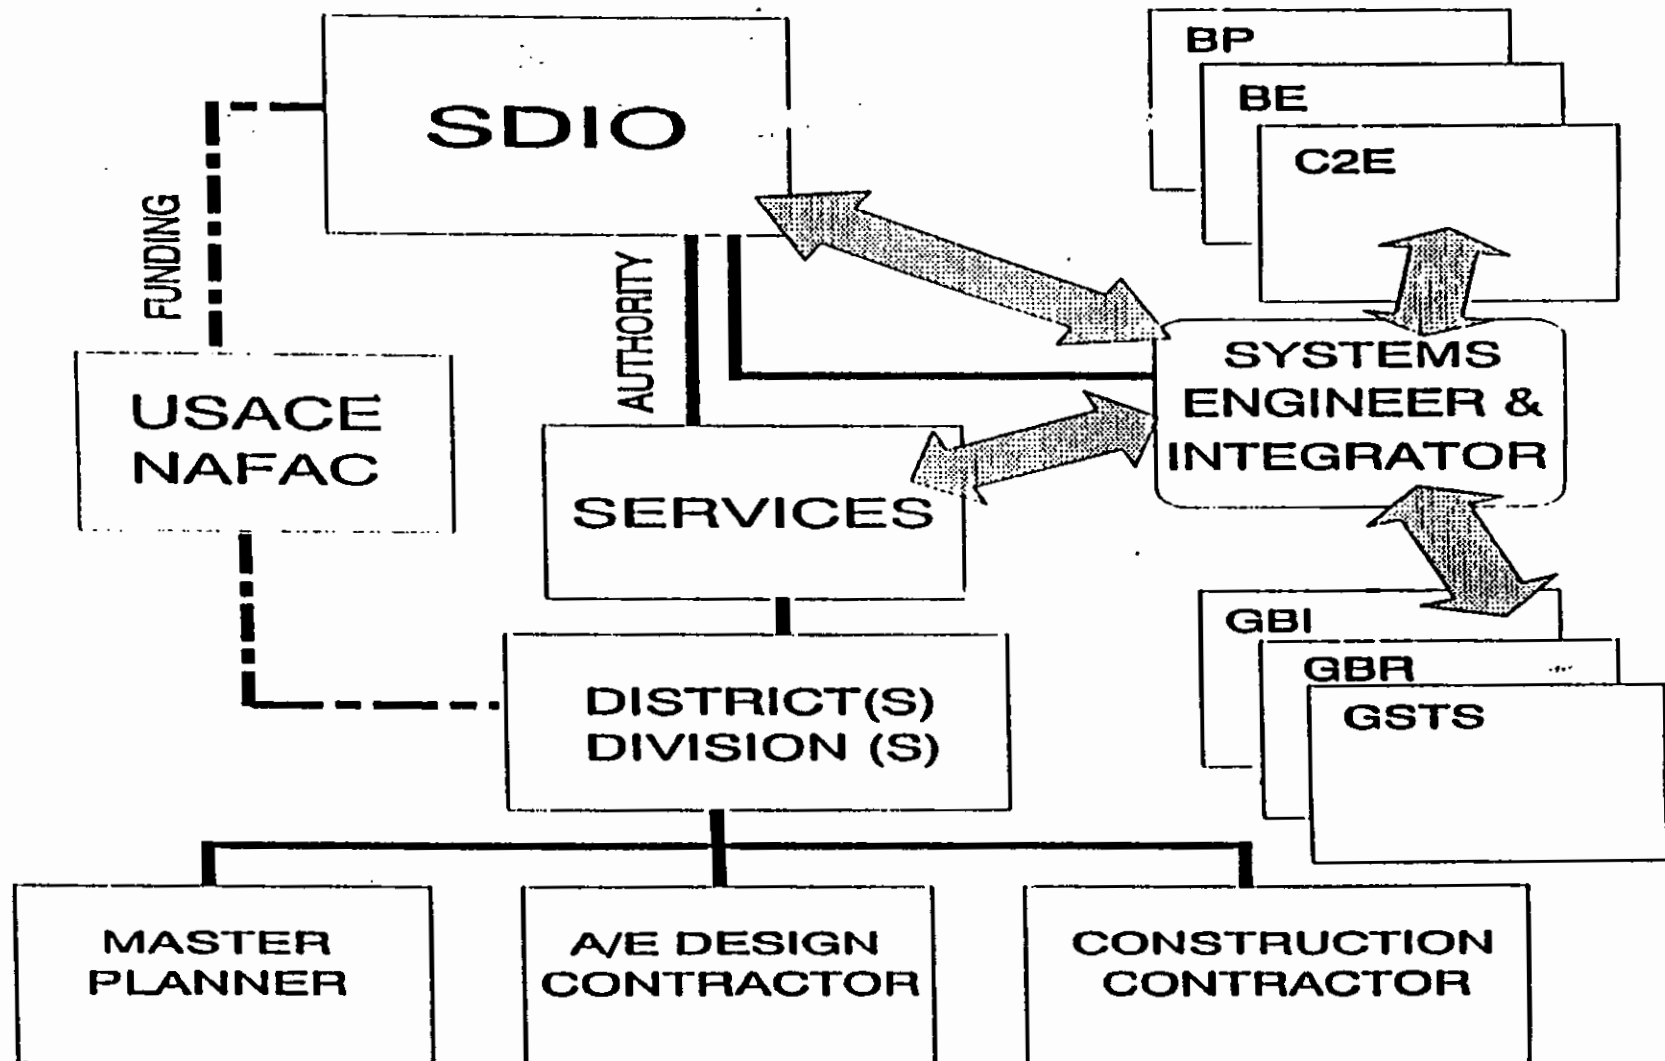 SDIO
BP
BE
C2E
FUNDING
AUTHORITY
USACE
NAFAC
SYSTEMS
ENGINEER &
INTEGRATOR
SERVICES
GBI
GBR
GSTS
DISTRICT(S)
DIVISION (S)
MASTER
PLANNER
A/E DESIGN
CONTRACTOR
CONSTRUCTION
CONTRACTOR